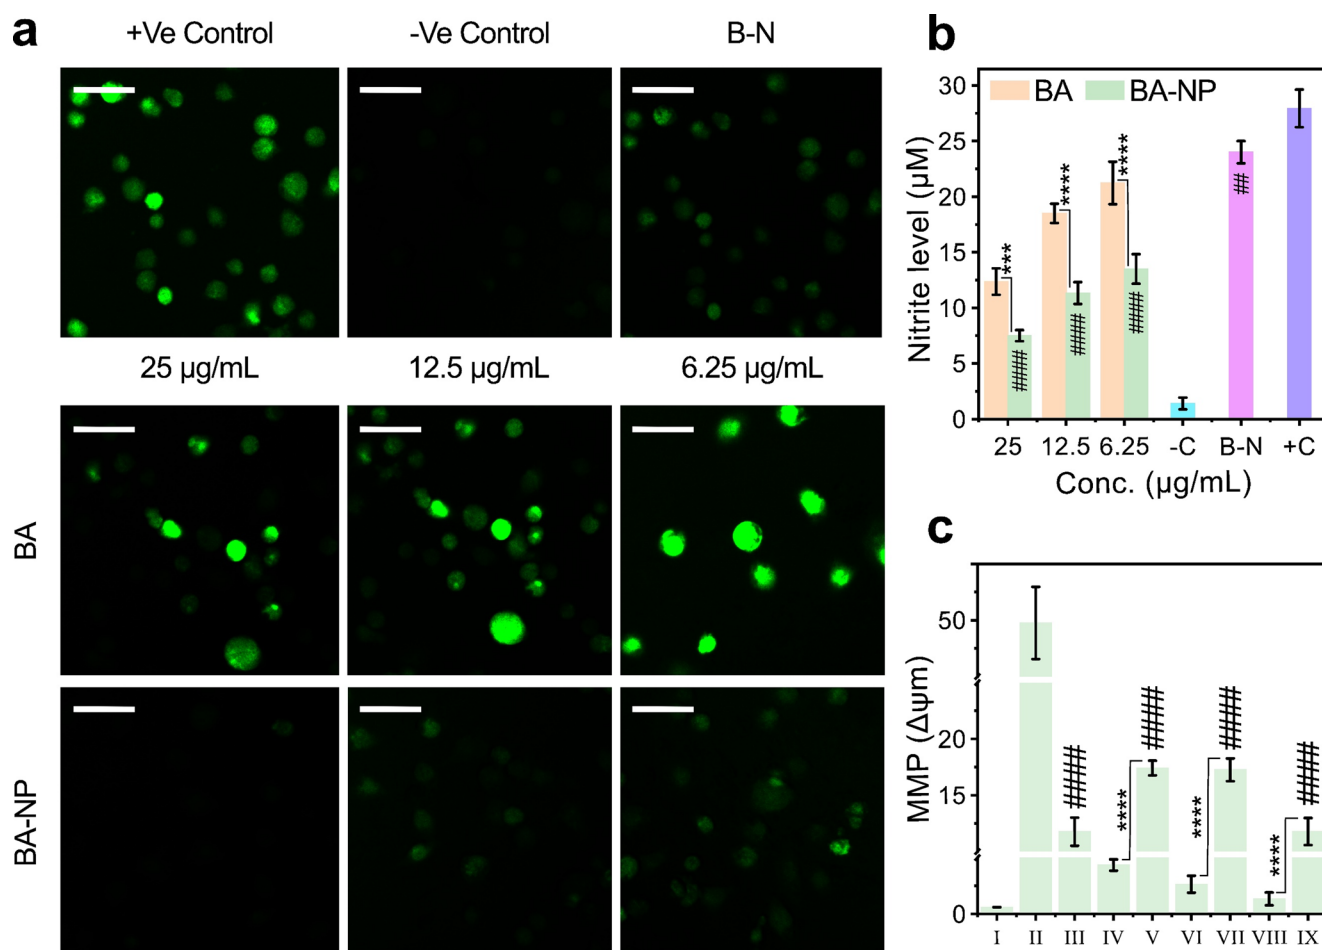 a
+Ve Control
-Ve Control
B-N
25 µg/mL
12.5 µg/mL
6.25 µg/mL
BA
BA-NP
b
Nitrite level (µM)
30
25
20
15
10
5
0
BA
BA-NP
***
****
****
####
####
####
##
25
12.5
6.25
-C
B-N
+C
Conc. (µg/mL)
c
MMP (Δψm)
50
20
15
0
####
####
####
####
****
****
****
I
II
III
IV
V
VI
VII
VIII
IX